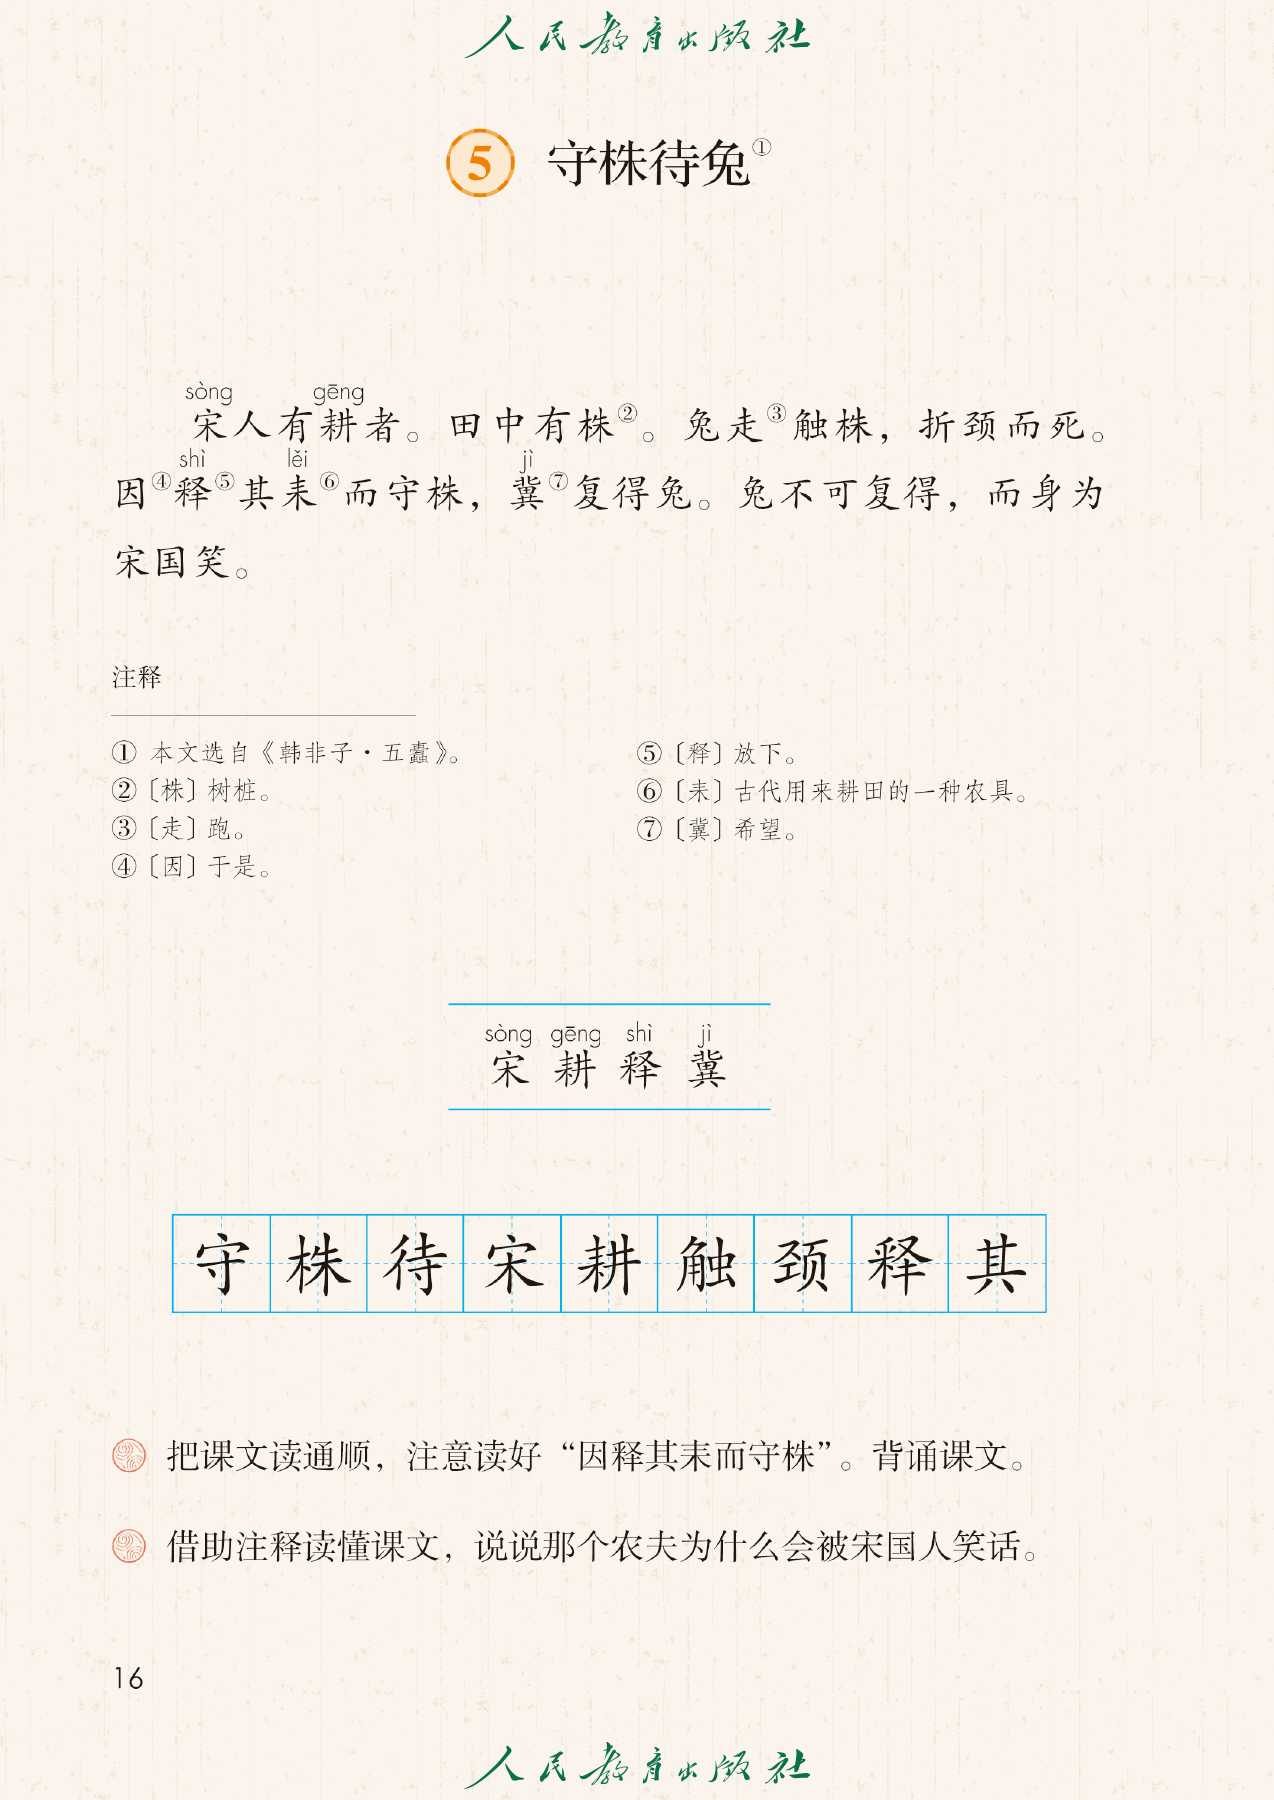 人民教育出版社
5 守株待兔①
sòng gēng
宋人有耕者。田中有株②。兔走③触株，折颈而死。
shì lěi jì
因④释⑤其耒⑥而守株，冀⑦复得兔。兔不可复得，而身为
宋国笑。
注释
① 本文选自《韩非子·五蠹》。
②〔株〕树桩。
③〔走〕跑。
④〔因〕于是。
⑤〔释〕放下。
⑥〔耒〕古代用来耕田的一种农具。
⑦〔冀〕希望。
sòng gēng shì jì
宋 耕 释 冀
守 株 待 宋 耕 触 颈 释 其
把课文读通顺，注意读好“因释其耒而守株”。背诵课文。
借助注释读懂课文，说说那个农夫为什么会被宋国人笑话。
16
人民教育出版社